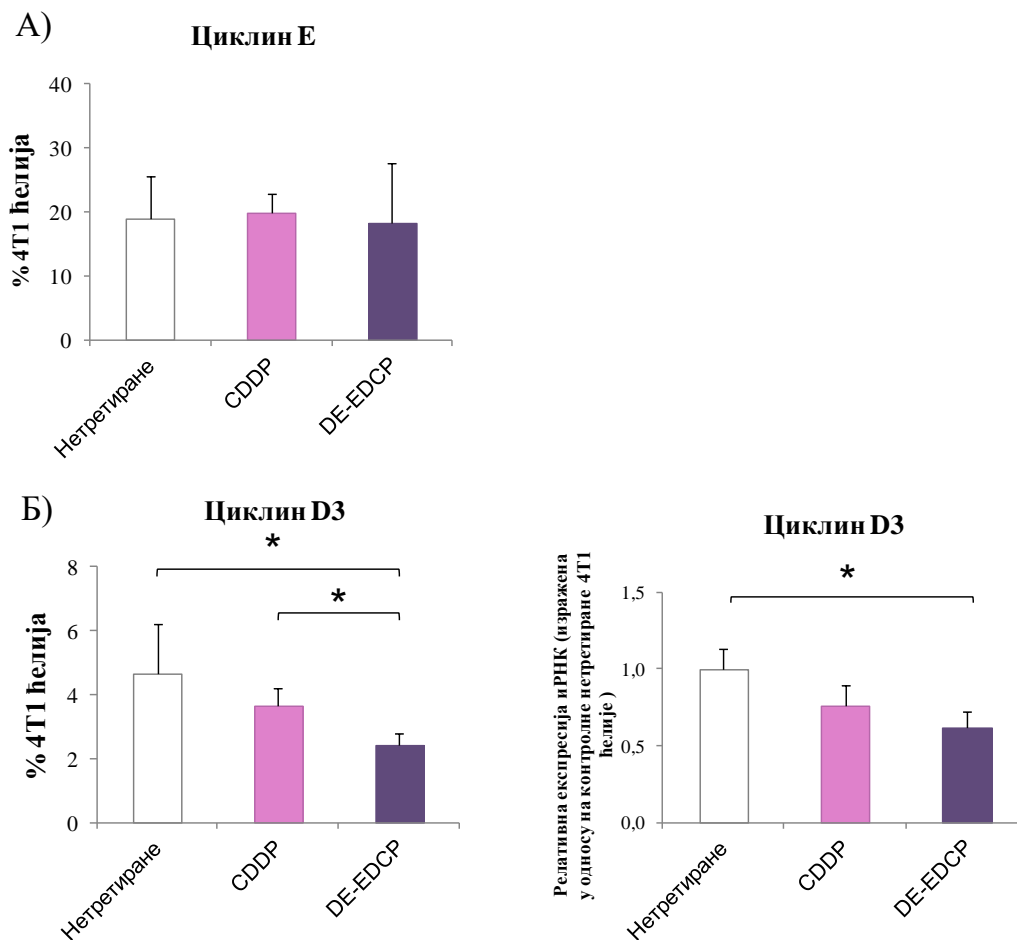 А)
Циклин Е
% 4Т1 ћелија
40
30
20
10
0
Нетретиране
CDDP
DE-EDCP
Б)
Циклин D3
*
*
% 4Т1 ћелија
8
6
4
2
0
Нетретиране
CDDP
DE-EDCP
Циклин D3
*
Релативна експресија иРНК (изражена
у односу на контролне нетретиране 4Т1
ћелије )
1,5
1,0
0,5
0,0
Нетретиране
CDDP
DE-EDCP